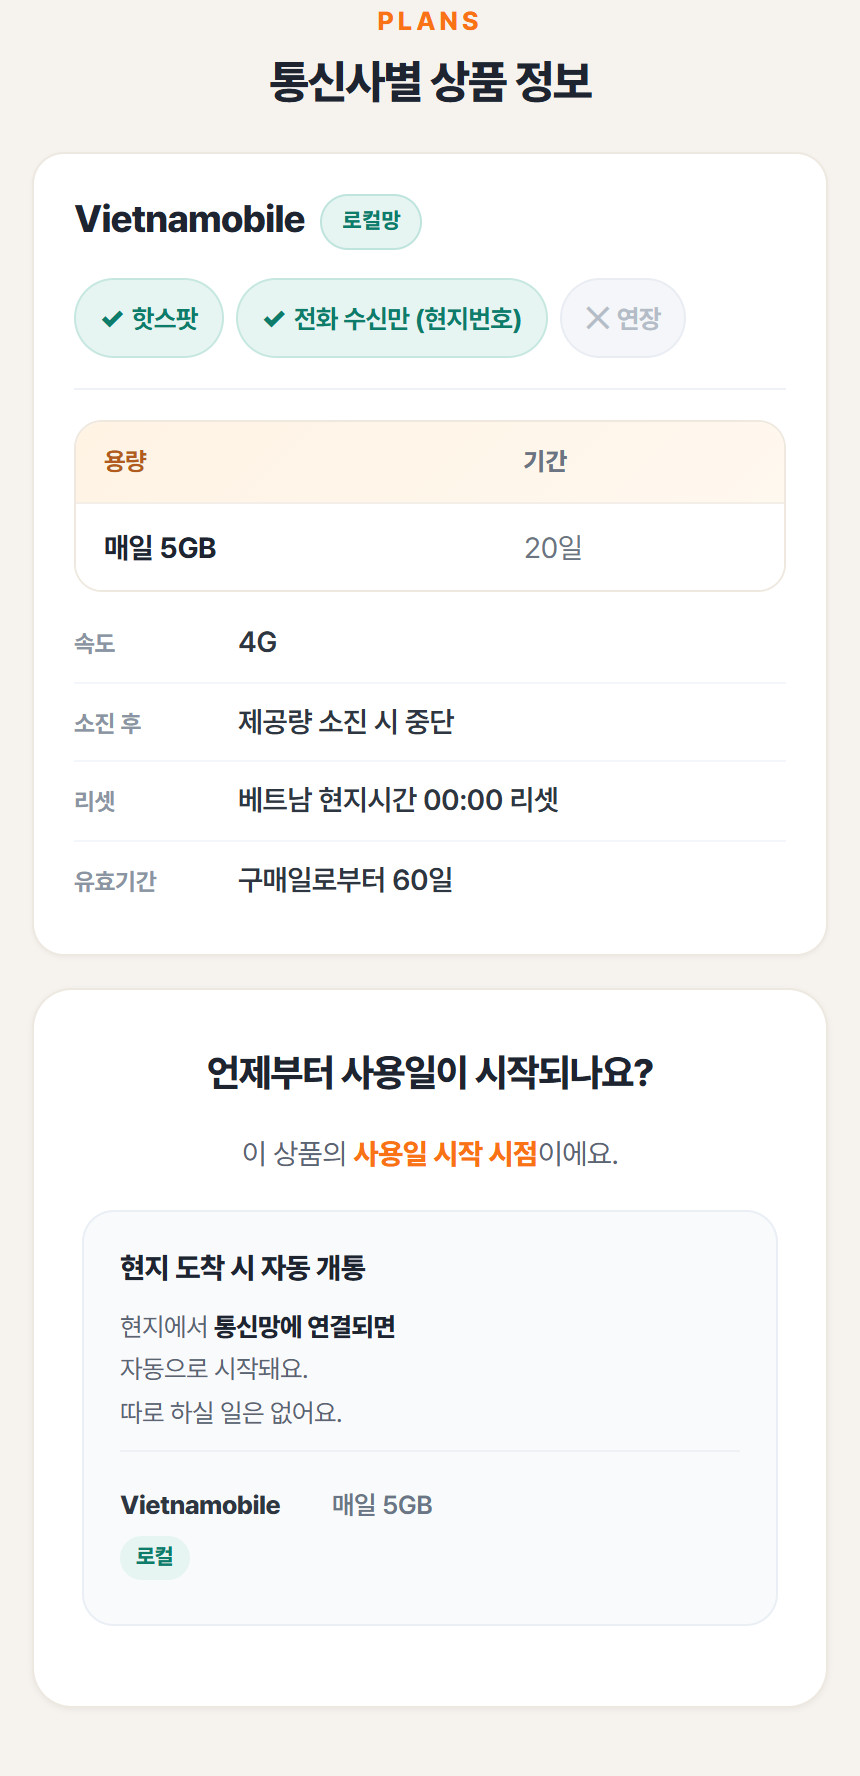 PLANS
통신사별 상품 정보
Vietnamobile 로컬망
✓ 핫스팟 ✓ 전화 수신만 (현지번호) ✕ 연장
용량 기간
매일 5GB 20일
속도 4G
소진 후 제공량 소진 시 중단
리셋 베트남 현지시간 00:00 리셋
유효기간 구매일로부터 60일
언제부터 사용일이 시작되나요?
이 상품의 사용일 시작 시점이에요.
현지 도착 시 자동 개통
현지에서 통신망에 연결되면
자동으로 시작돼요.
따로 하실 일은 없어요.
Vietnamobile 매일 5GB
로컬